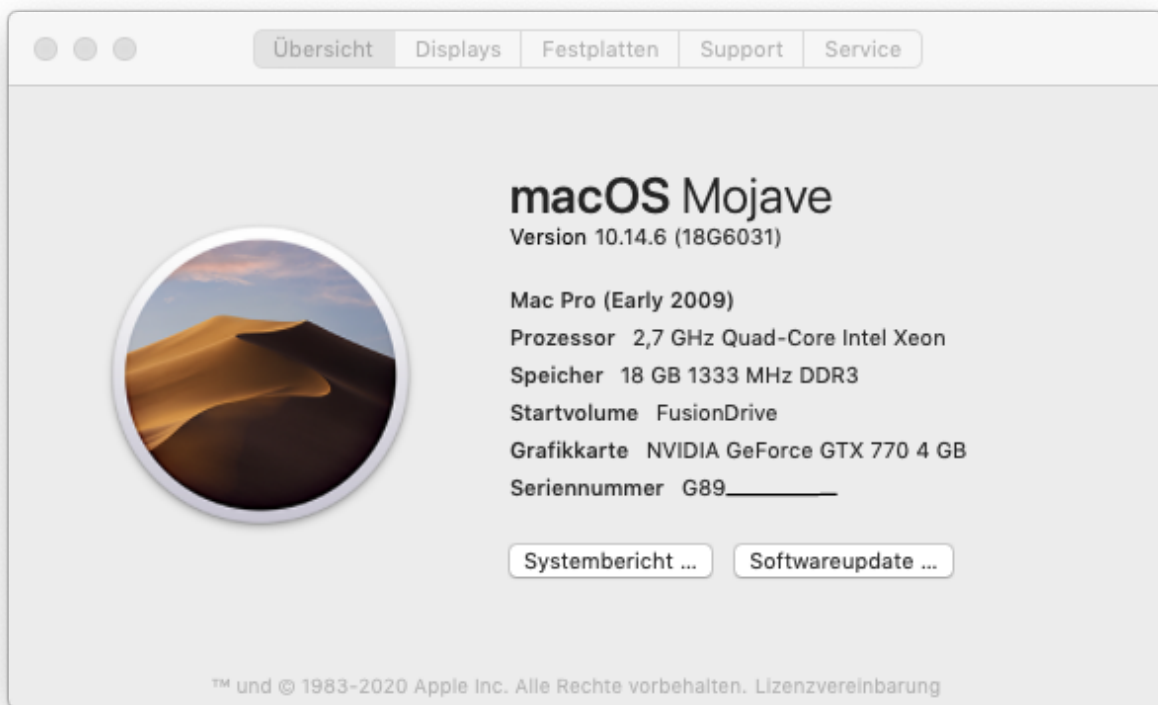 Übersicht Displays Festplatten Support Service
macOS Mojave
Version 10.14.6 (18G6031)
Mac Pro (Early 2009)
Prozessor 2,7 GHz Quad-Core Intel Xeon
Speicher 18 GB 1333 MHz DDR3
Startvolume FusionDrive
Grafikkarte NVIDIA GeForce GTX 770 4 GB
Seriennummer G89
Systembericht ... Softwareupdate ...
™ und © 1983-2020 Apple Inc. Alle Rechte vorbehalten. Lizenzvereinbarung